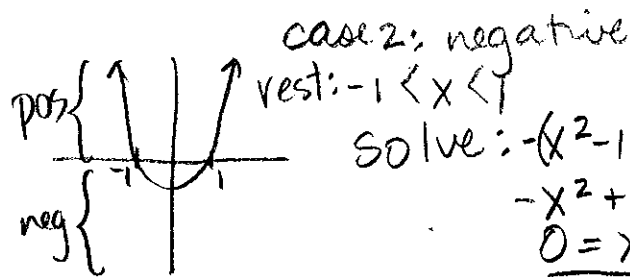 case 2: negative
pos
rest: -1 < x < 1
-1 1
solve: -(x² - 1
neg
-x² +
0 =